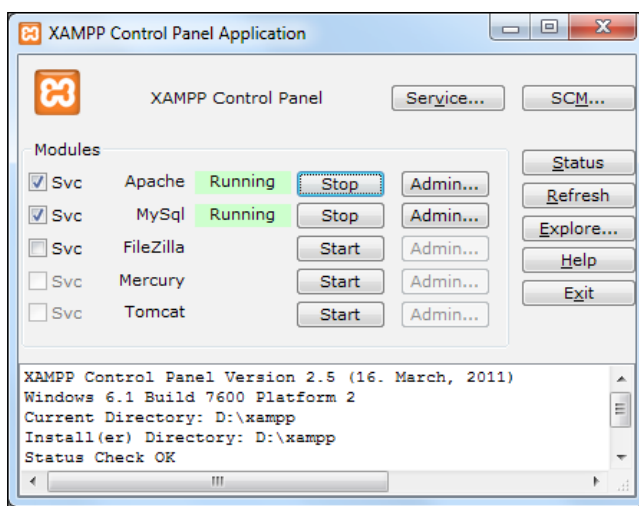 XAMPP Control Panel Application
XAMPP Control Panel Service... SCM...
Modules
Svc Apache Running Stop Admin...
Svc MySql Running Stop Admin...
Svc FileZilla Start Admin...
Svc Mercury Start Admin...
Svc Tomcat Start Admin...
Status
Refresh
Explore...
Help
Exit
XAMPP Control Panel Version 2.5 (16. March, 2011)
Windows 6.1 Build 7600 Platform 2
Current Directory: D:\xampp
Install(er) Directory: D:\xampp
Status Check OK